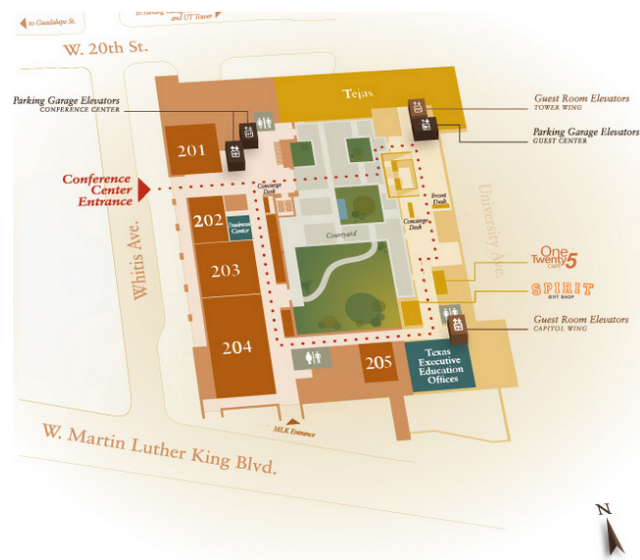 to Guadalupe St.
and UT Tower
W. 20th St.
Tejas
Parking Garage Elevators
CONFERENCE CENTER
Guest Room Elevators
TOWER WING
Parking Garage Elevators
GUEST CENTER
201
Conference
Center
Entrance
Concierge
Desk
202
Business
Center
Front
Desk
Concierge
Desk
University Ave.
Whitis Ave.
Courtyard
203
One
Twenty5
CAFE
SPIRIT
GIFT SHOP
Guest Room Elevators
CAPITOL WING
204
205
Texas
Executive
Education
Offices
MLK Entrance
W. Martin Luther King Blvd.
N